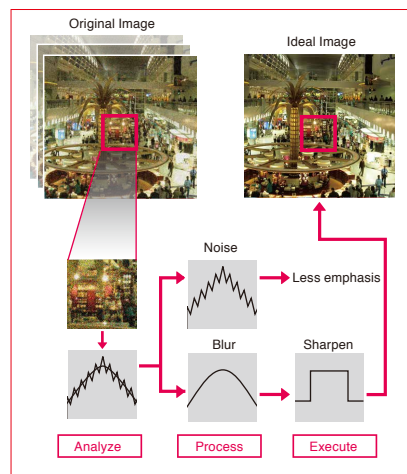 Original Image
Ideal Image
Noise
Less emphasis
Blur
Sharpen
Analyze
Process
Execute